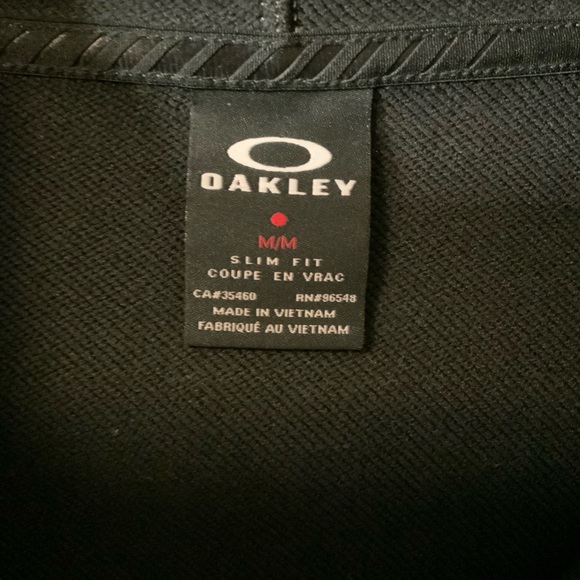 OAKLEY
M/M
SLIM FIT
COUPE EN VRAC
CA#35460 RN#96548
MADE IN VIETNAM
FABRIQUÉ AU VIETNAM